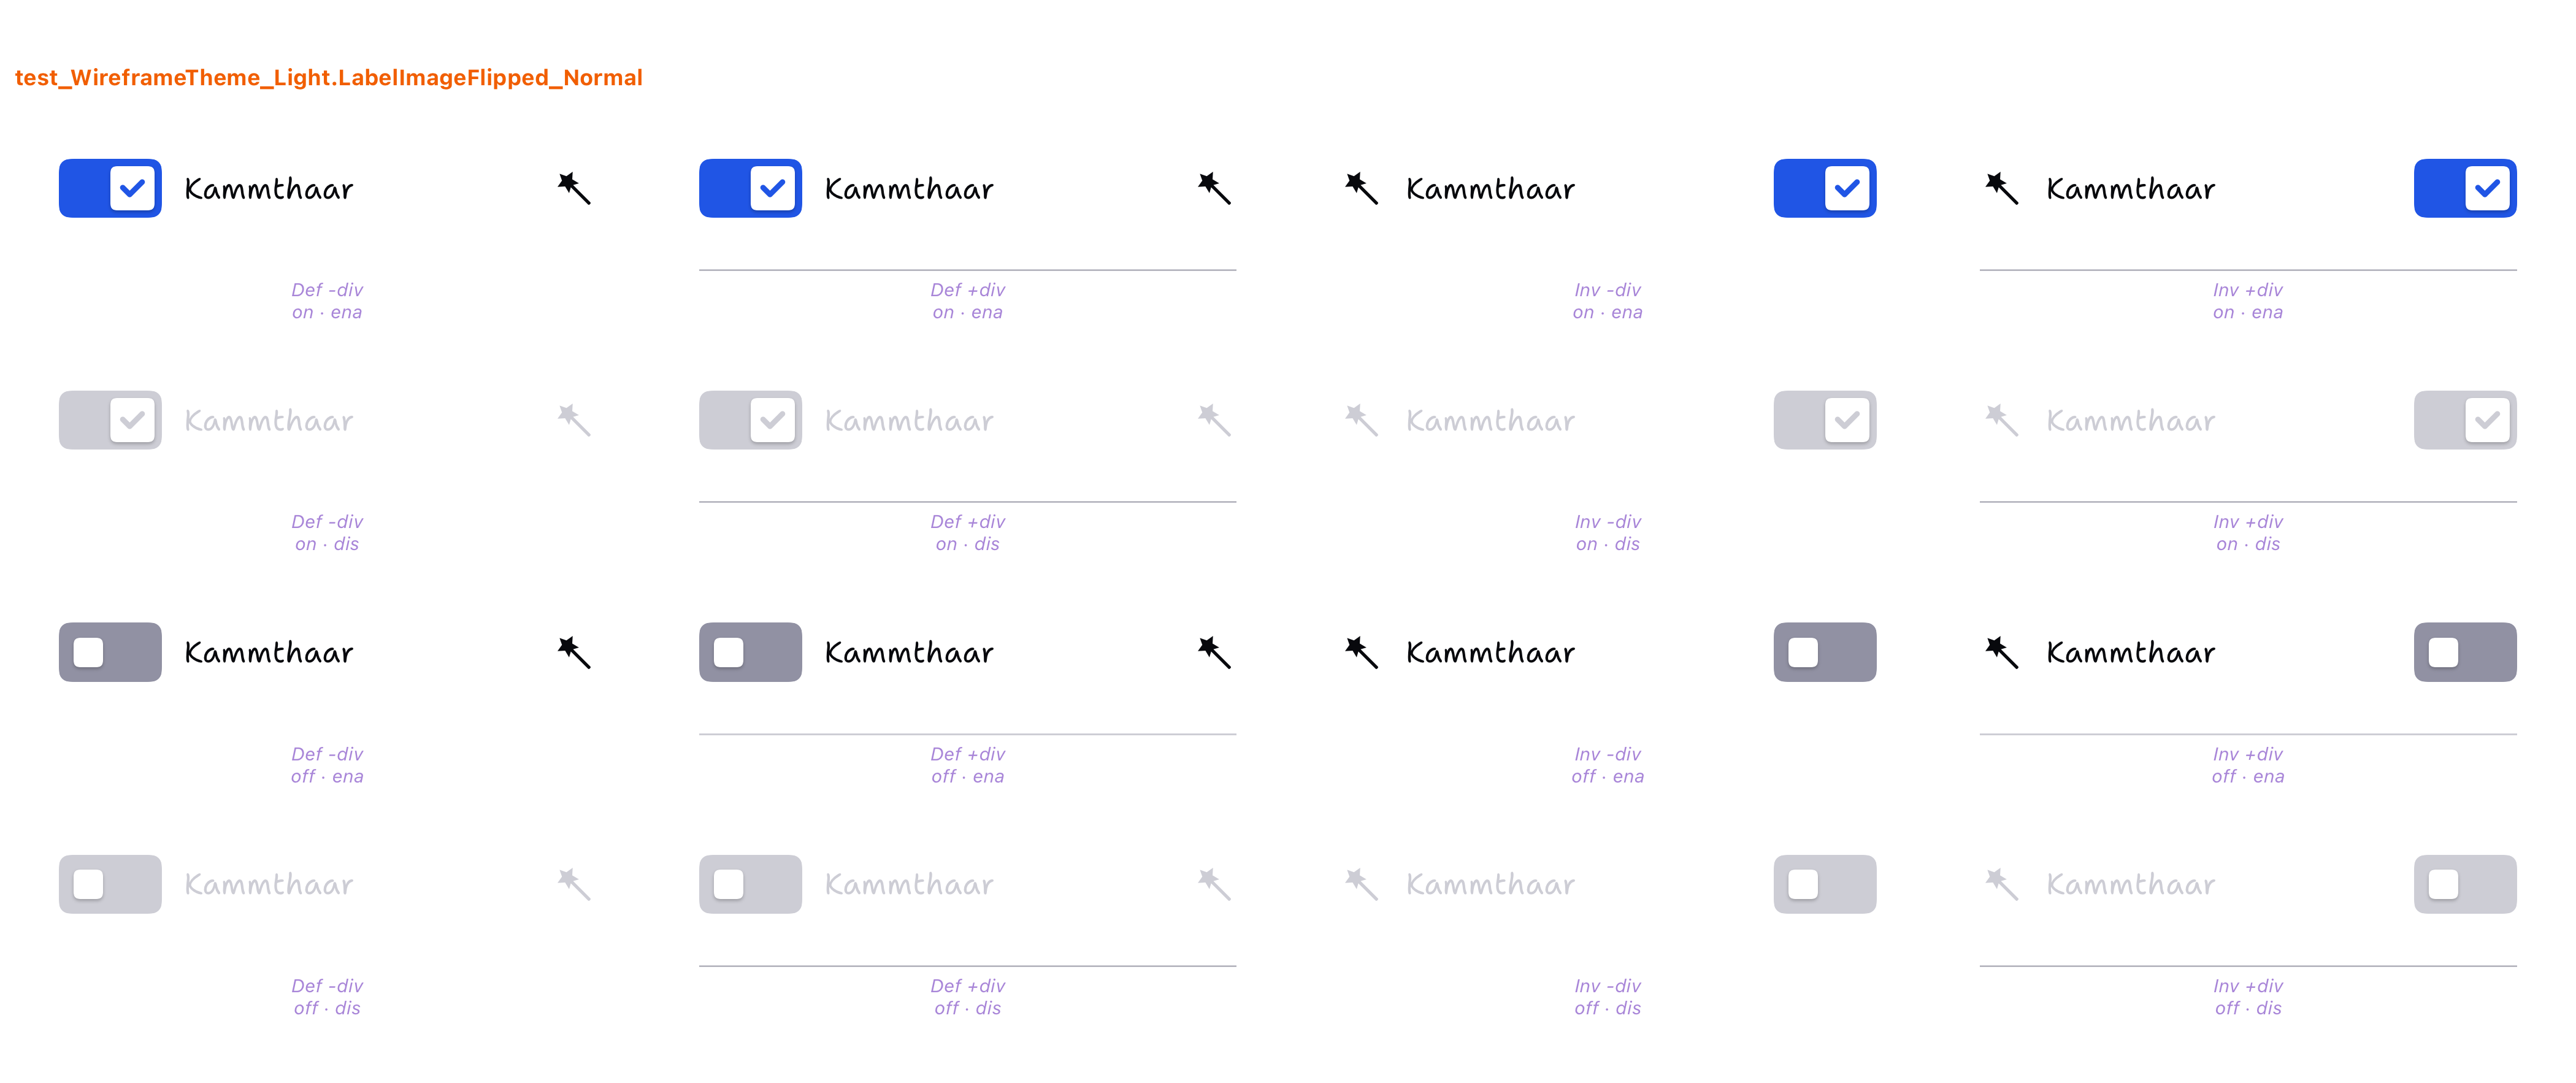 test_WireframeTheme_Light.LabelImageFlipped_Normal
Kammthaar
Kammthaar
Kammthaar
Kammthaar
Def -div
on · ena
Def +div
on · ena
Inv -div
on · ena
Inv +div
on · ena
Kammthaar
Kammthaar
Kammthaar
Kammthaar
Def -div
on · dis
Def +div
on · dis
Inv -div
on · dis
Inv +div
on · dis
Kammthaar
Kammthaar
Kammthaar
Kammthaar
Def -div
off · ena
Def +div
off · ena
Inv -div
off · ena
Inv +div
off · ena
Kammthaar
Kammthaar
Kammthaar
Kammthaar
Def -div
off · dis
Def +div
off · dis
Inv -div
off · dis
Inv +div
off · dis